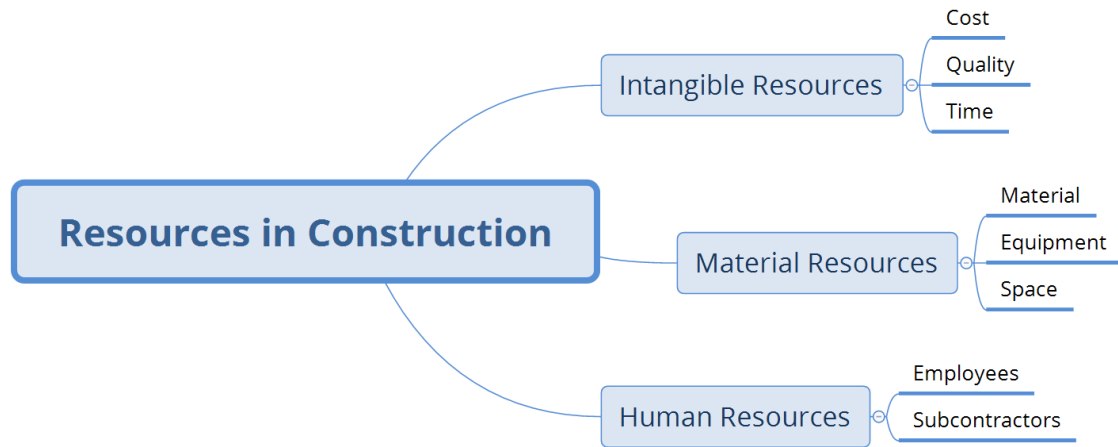 Resources in Construction
Intangible Resources
Cost
Quality
Time
Material Resources
Material
Equipment
Space
Human Resources
Employees
Subcontractors